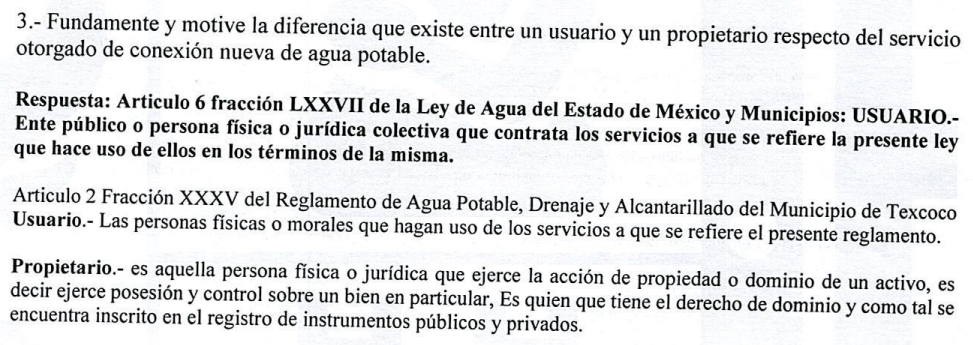 3.- Fundamente y motive la diferencia que existe entre un usuario y un propietario respecto del servicio
otorgado de conexión nueva de agua potable.
Respuesta: Articulo 6 fracción LXXVII de la Ley de Agua del Estado de México y Municipios: USUARIO.-
Ente público o persona física o jurídica colectiva que contrata los servicios a que se refiere la presente ley
que hace uso de ellos en los términos de la misma.
Articulo 2 Fracción XXXV del Reglamento de Agua Potable, Drenaje y Alcantarillado del Municipio de Texcoco
Usuario.- Las personas físicas o morales que hagan uso de los servicios a que se refiere el presente reglamento.
Propietario.- es aquella persona física o jurídica que ejerce la acción de propiedad o dominio de un activo, es
decir ejerce posesión y control sobre un bien en particular, Es quien que tiene el derecho de dominio y como tal se
encuentra inscrito en el registro de instrumentos públicos y privados.